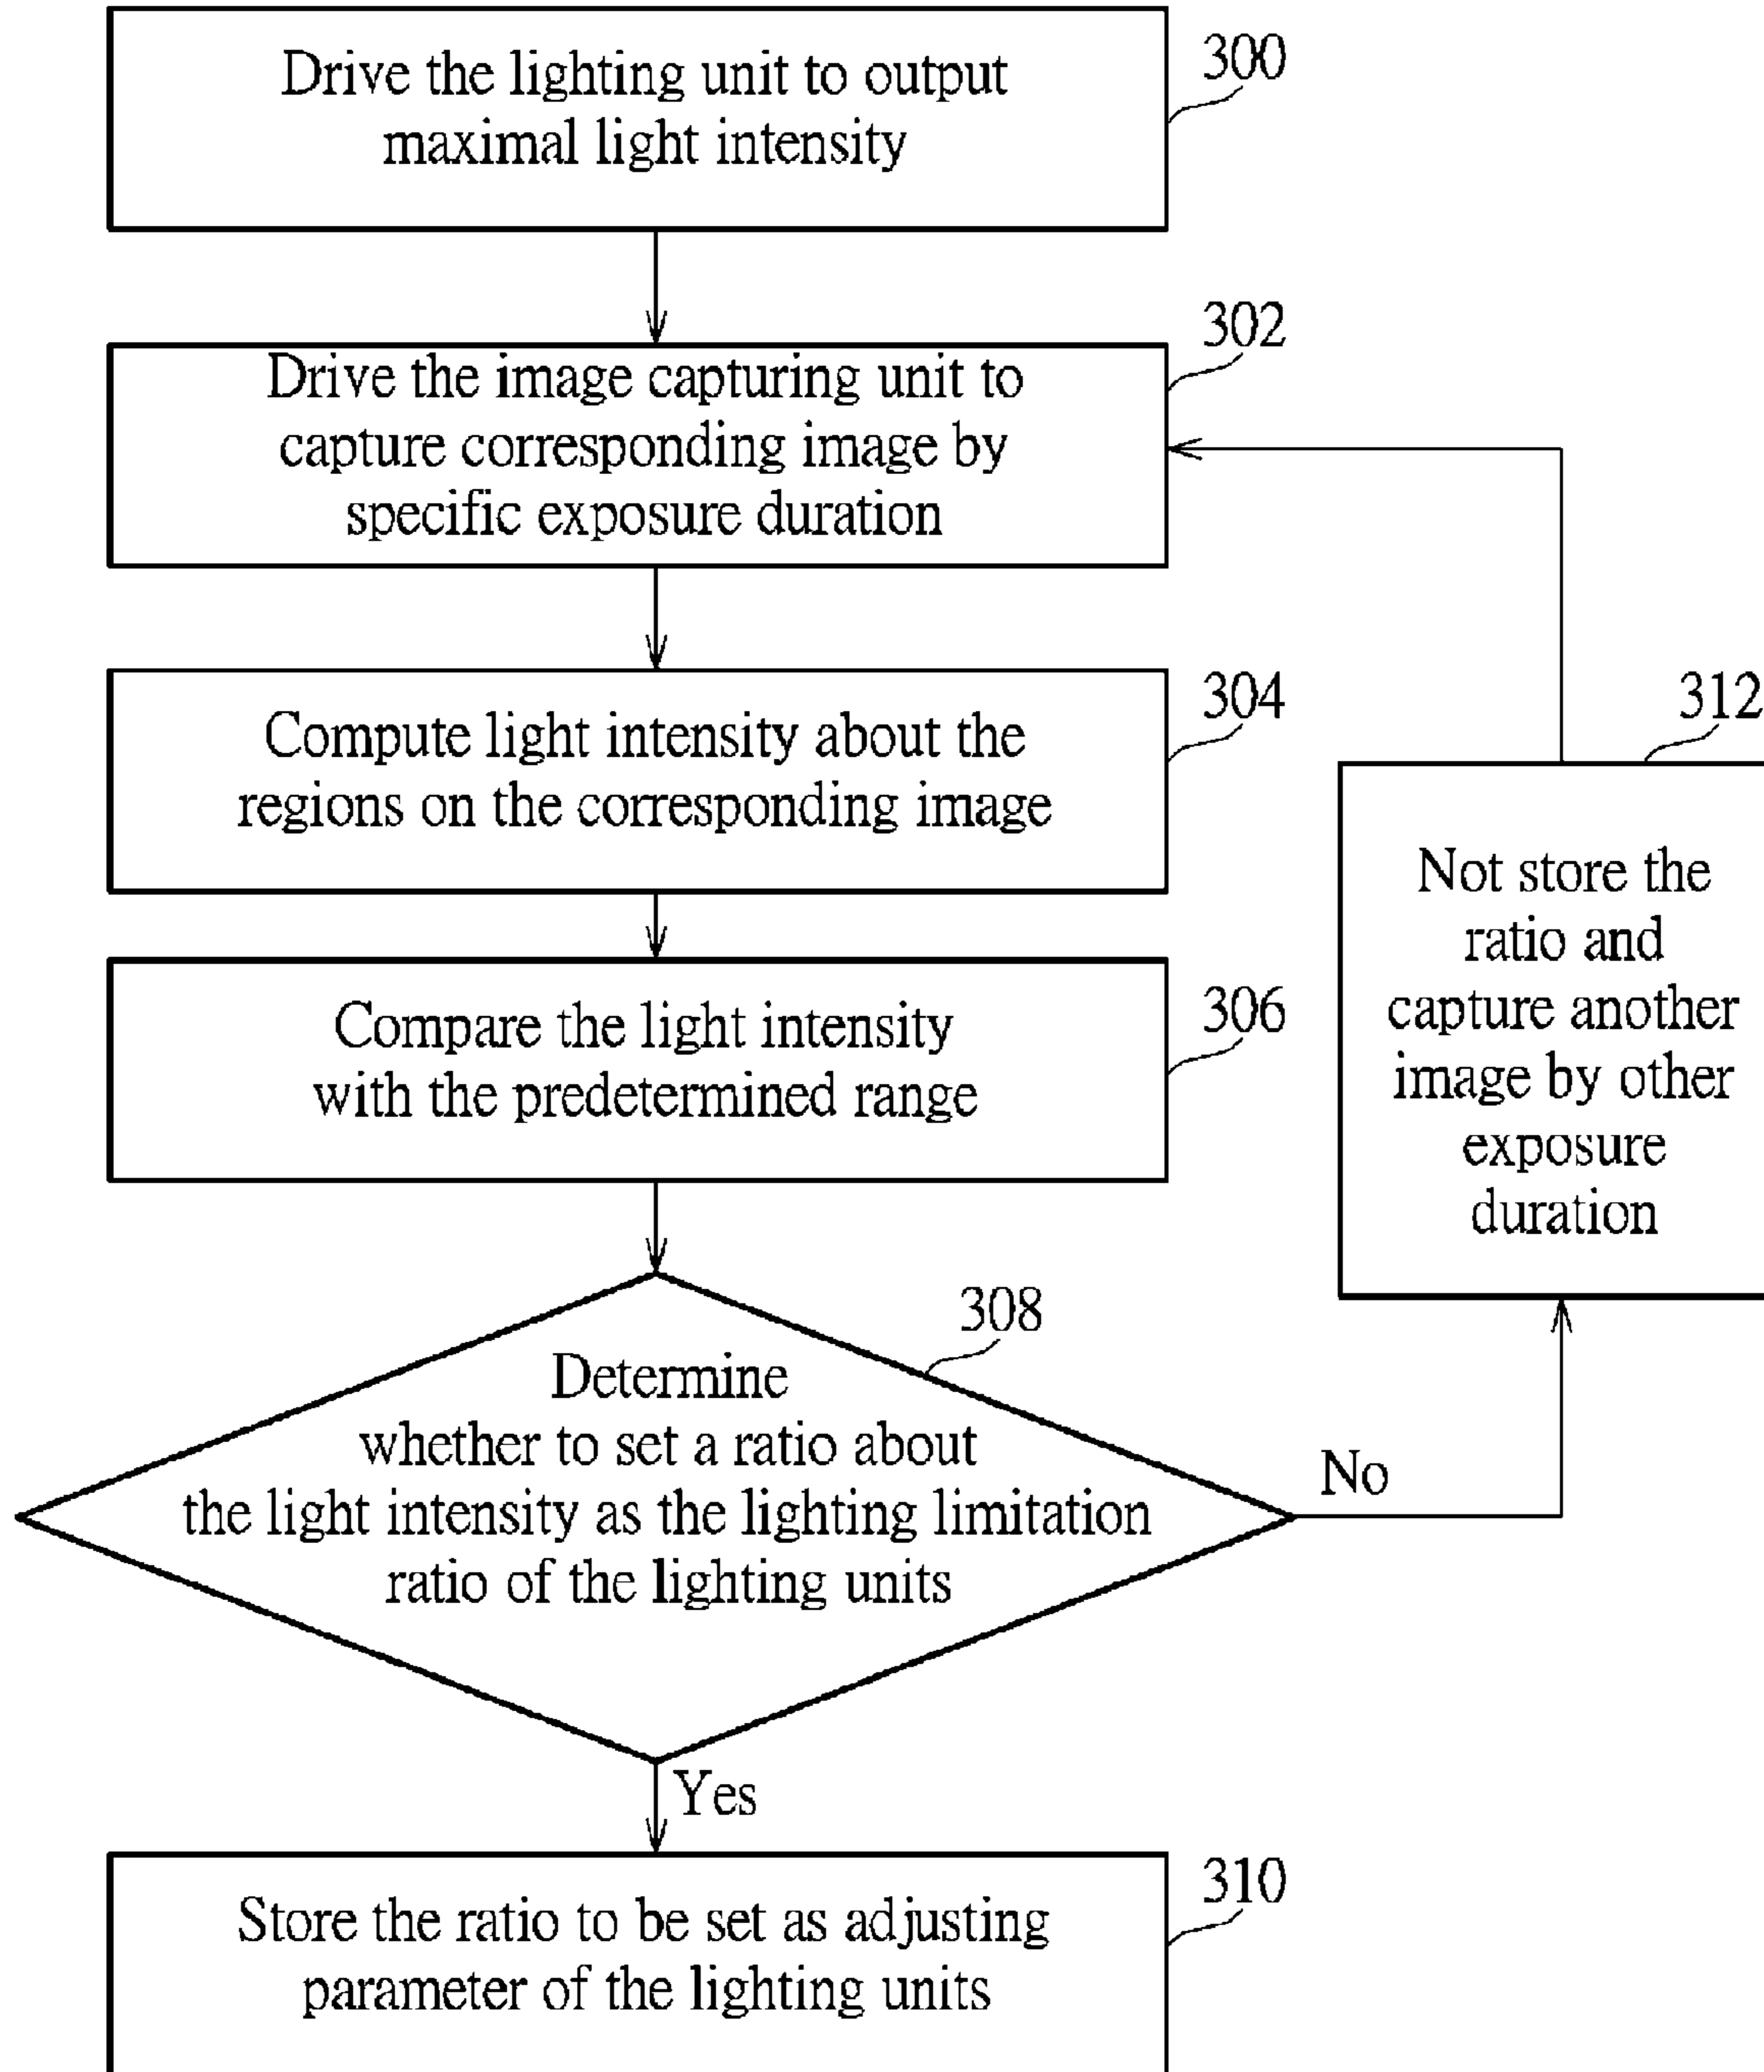 Drive the lighting unit to output
maximal light intensity
300
Drive the image capturing unit to
capture corresponding image by
specific exposure duration
302
Compute light intensity about the
regions on the corresponding image
304
Compare the light intensity
with the predetermined range
306
Determine
whether to set a ratio about
the light intensity as the lighting limitation
ratio of the lighting units
308
No
312
Not store the
ratio and
capture another
image by other
exposure
duration
Yes
Store the ratio to be set as adjusting
parameter of the lighting units
310